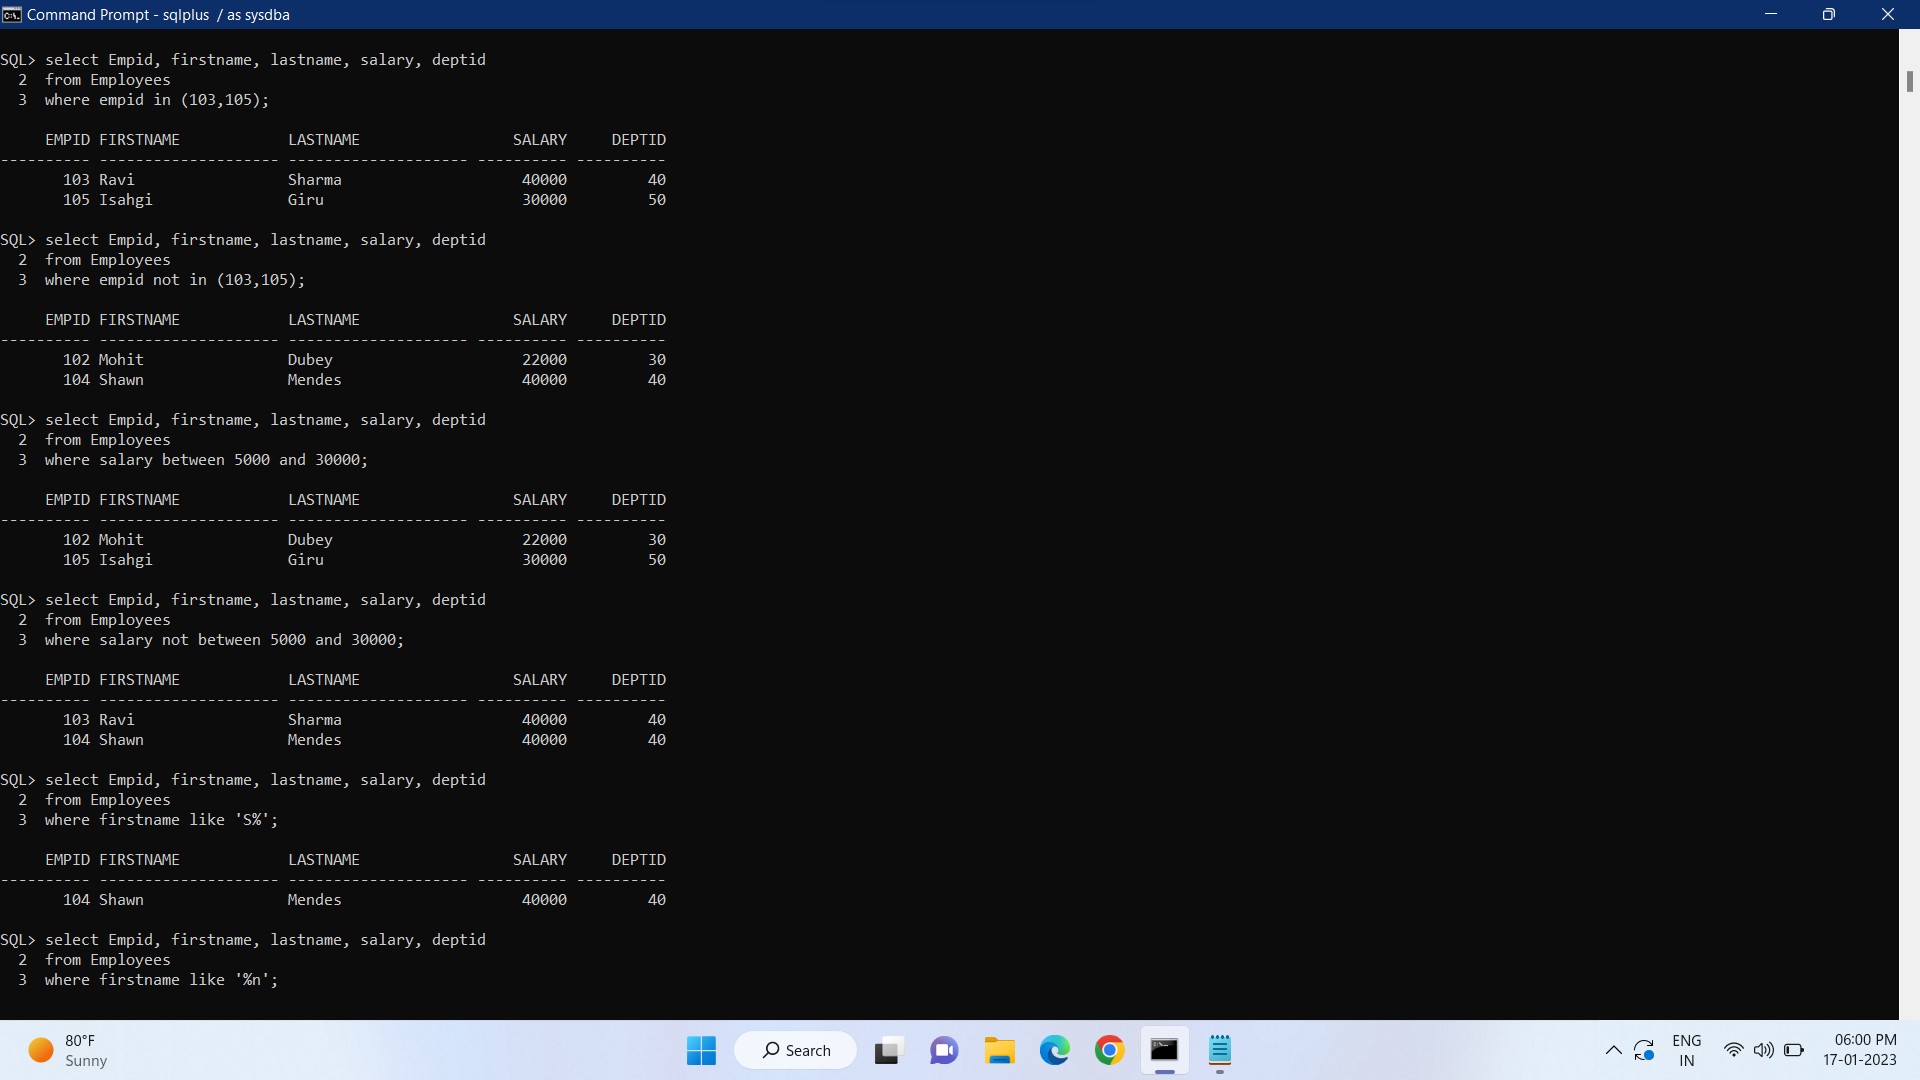 Command Prompt - sqlplus  / as sysdba
SQL> select Empid, firstname, lastname, salary, deptid
  2  from Employees
  3  where empid in (103,105);
     EMPID FIRSTNAME            LASTNAME                 SALARY     DEPTID
---------- -------------------- -------------------- ---------- ----------
       103 Ravi                 Sharma                    40000         40
       105 Isahgi               Giru                      30000         50
SQL> select Empid, firstname, lastname, salary, deptid
  2  from Employees
  3  where empid not in (103,105);
     EMPID FIRSTNAME            LASTNAME                 SALARY     DEPTID
---------- -------------------- -------------------- ---------- ----------
       102 Mohit                Dubey                     22000         30
       104 Shawn                Mendes                    40000         40
SQL> select Empid, firstname, lastname, salary, deptid
  2  from Employees
  3  where salary between 5000 and 30000;
     EMPID FIRSTNAME            LASTNAME                 SALARY     DEPTID
---------- -------------------- -------------------- ---------- ----------
       102 Mohit                Dubey                     22000         30
       105 Isahgi               Giru                      30000         50
SQL> select Empid, firstname, lastname, salary, deptid
  2  from Employees
  3  where salary not between 5000 and 30000;
     EMPID FIRSTNAME            LASTNAME                 SALARY     DEPTID
---------- -------------------- -------------------- ---------- ----------
       103 Ravi                 Sharma                    40000         40
       104 Shawn                Mendes                    40000         40
SQL> select Empid, firstname, lastname, salary, deptid
  2  from Employees
  3  where firstname like 'S%';
     EMPID FIRSTNAME            LASTNAME                 SALARY     DEPTID
---------- -------------------- -------------------- ---------- ----------
       104 Shawn                Mendes                    40000         40
SQL> select Empid, firstname, lastname, salary, deptid
  2  from Employees
  3  where firstname like '%n';
80°F
Sunny
Search
ENG
IN
06:00 PM
17-01-2023